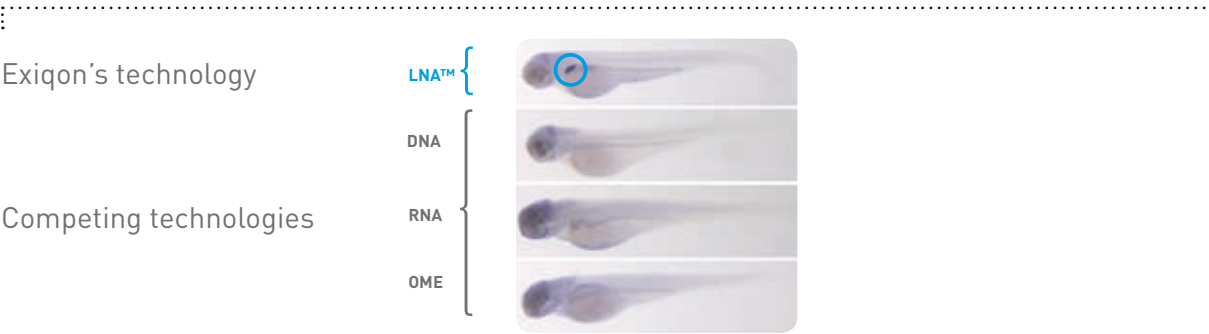 Exiqon's technology
LNA™
DNA
Competing technologies
RNA
OME